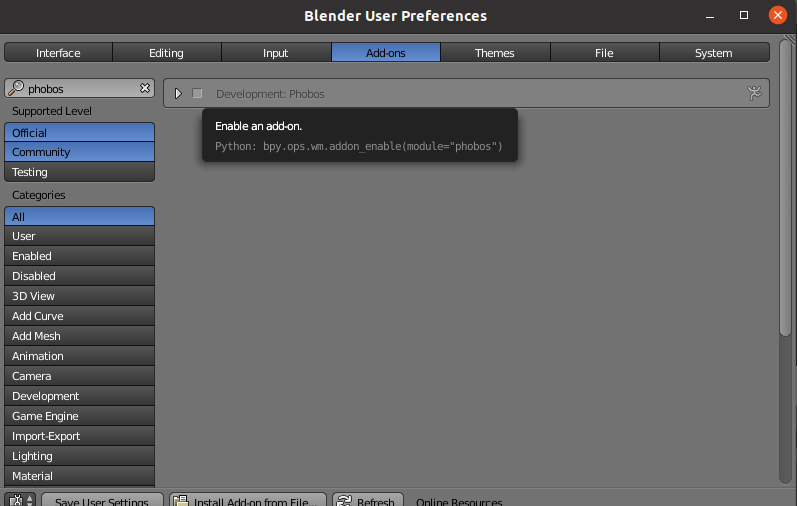 Blender User Preferences
Interface
Editing
Input
Add-ons
Themes
File
System
phobos
Development: Phobos
Supported Level
Enable an add-on.
Python: bpy.ops.wm.addon_enable(module="phobos")
Official
Community
Testing
Categories
All
User
Enabled
Disabled
3D View
Add Curve
Add Mesh
Animation
Camera
Development
Game Engine
Import-Export
Lighting
Material
Save User Settings
Install Add-on from File...
Refresh
Online Resources